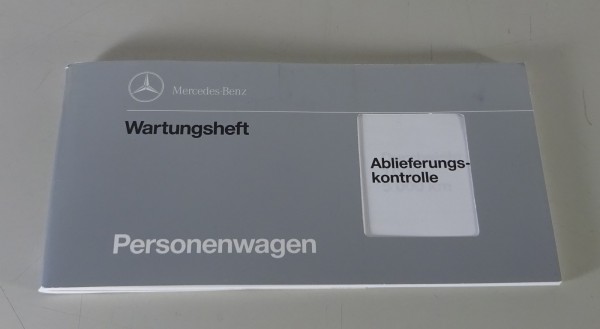 Mercedes-Benz
Wartungsheft
Ablieferungs-
kontrolle
Personenwagen